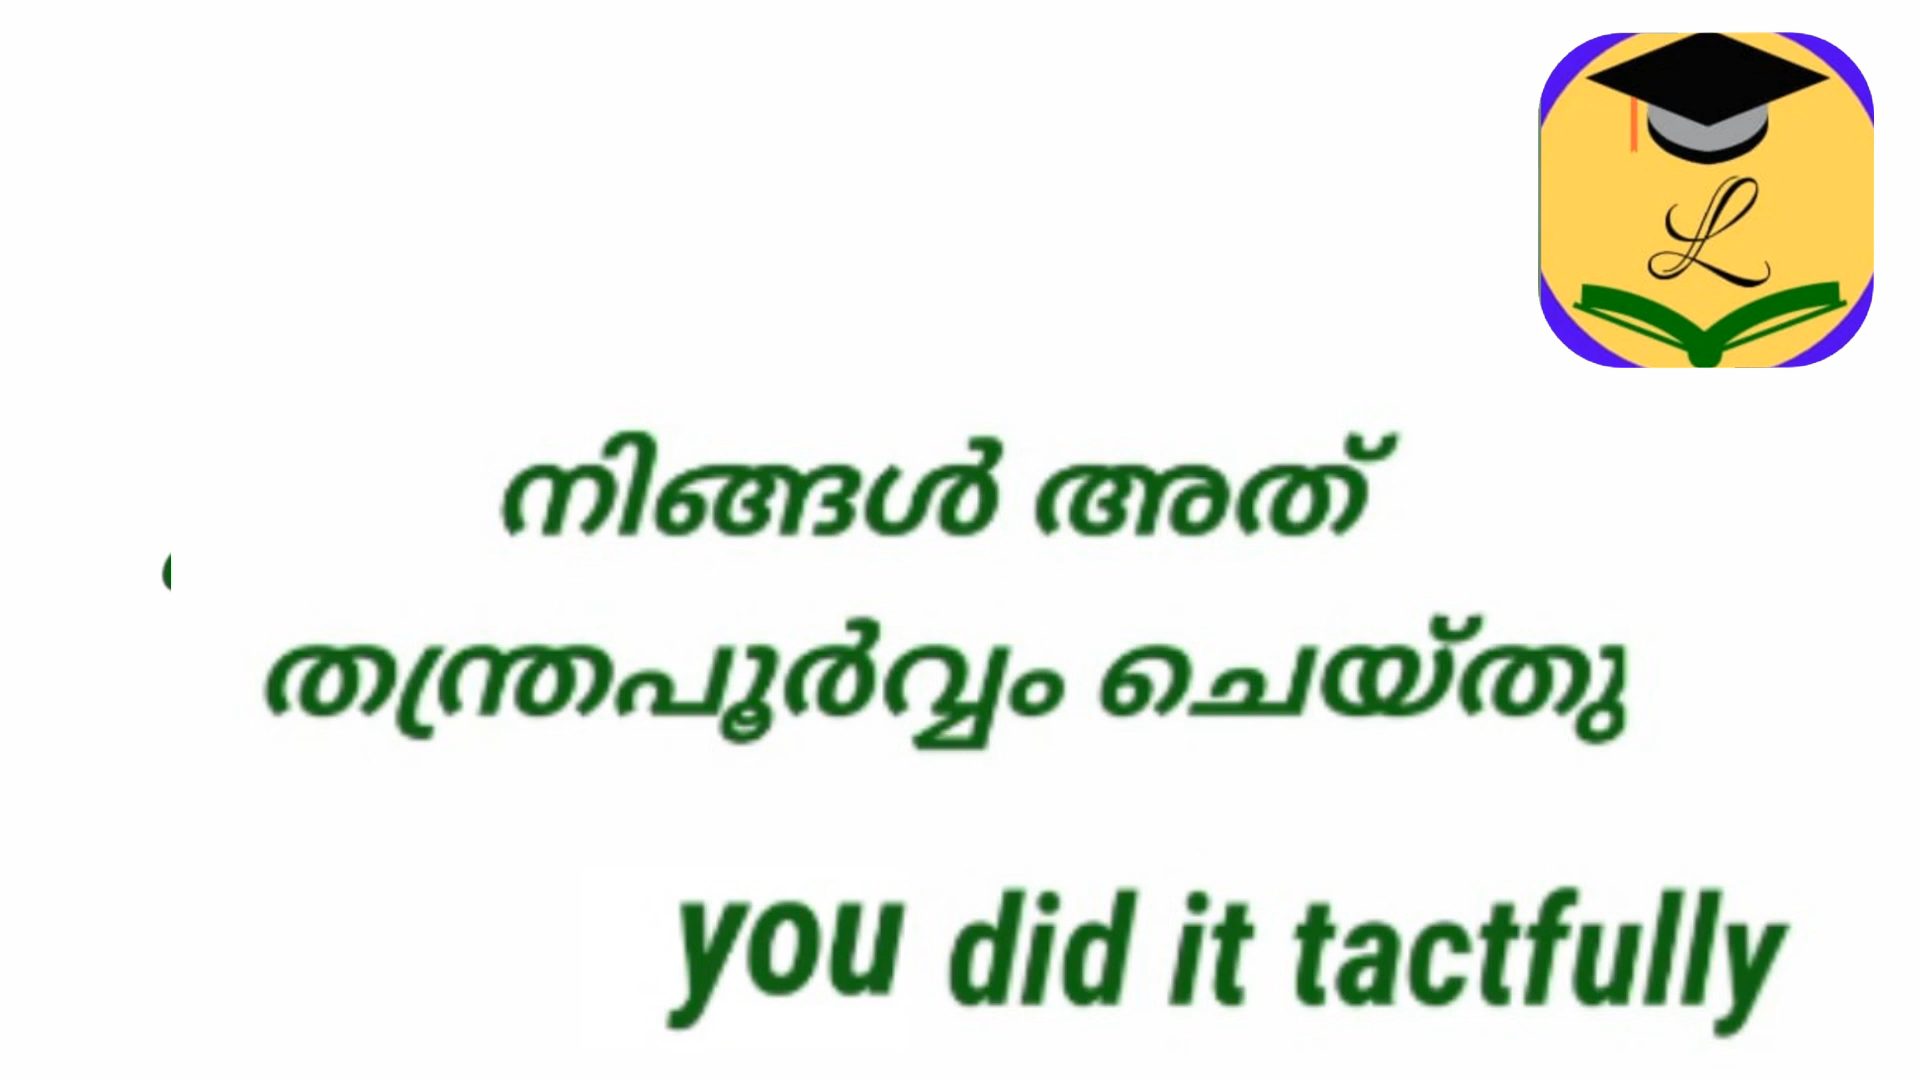 L
നിങ്ങൾ അത്
തന്ത്രപൂർവ്വം ചെയ്തു
you did it tactfully